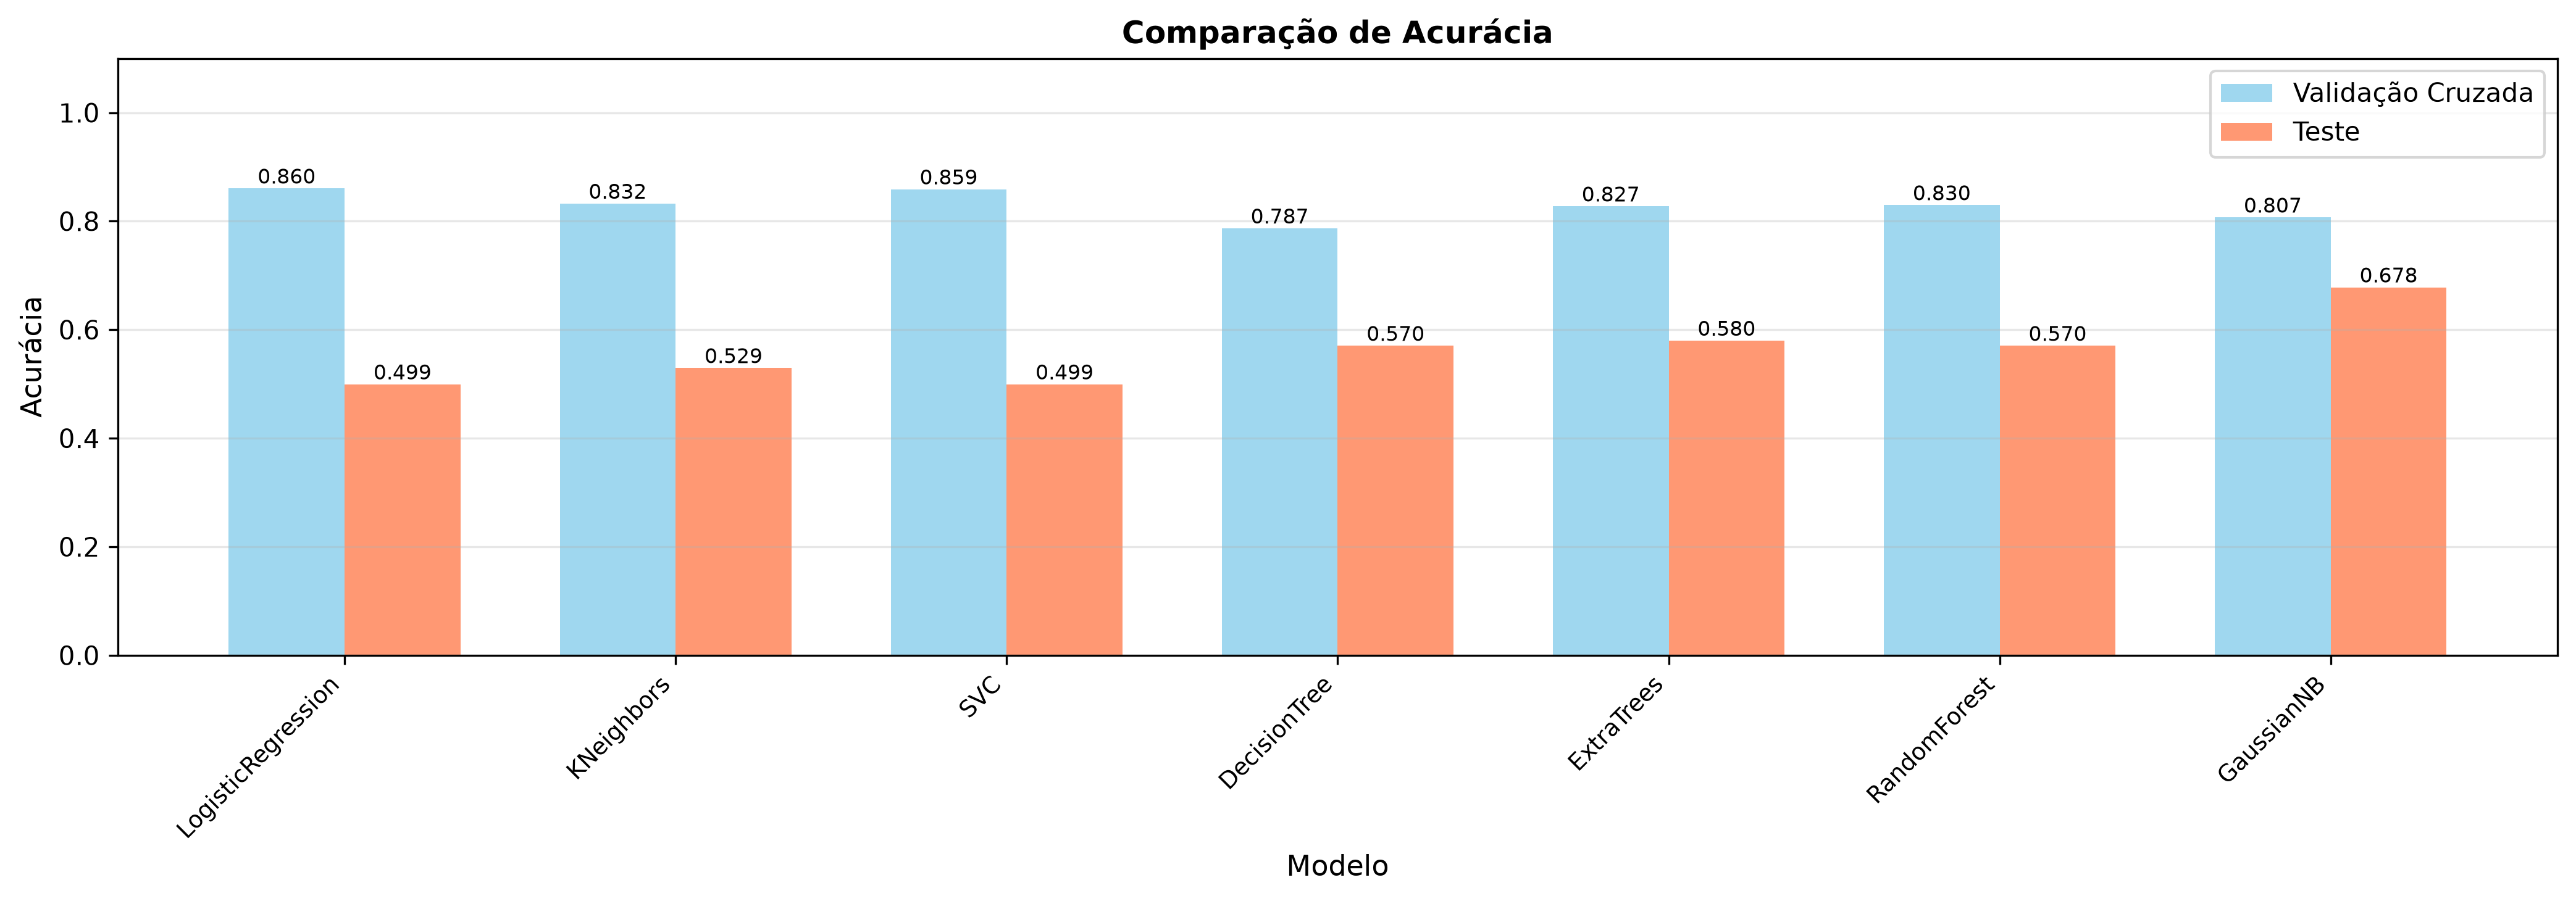 Comparação de Acurácia
Validação Cruzada
Teste
1.0
0.8
0.6
0.4
0.2
0.0
Acurácia
0.860
0.499
0.832
0.529
0.859
0.499
0.787
0.570
0.827
0.580
0.830
0.570
0.807
0.678
LogisticRegression
KNeighbors
SVC
DecisionTree
ExtraTrees
RandomForest
GaussianNB
Modelo